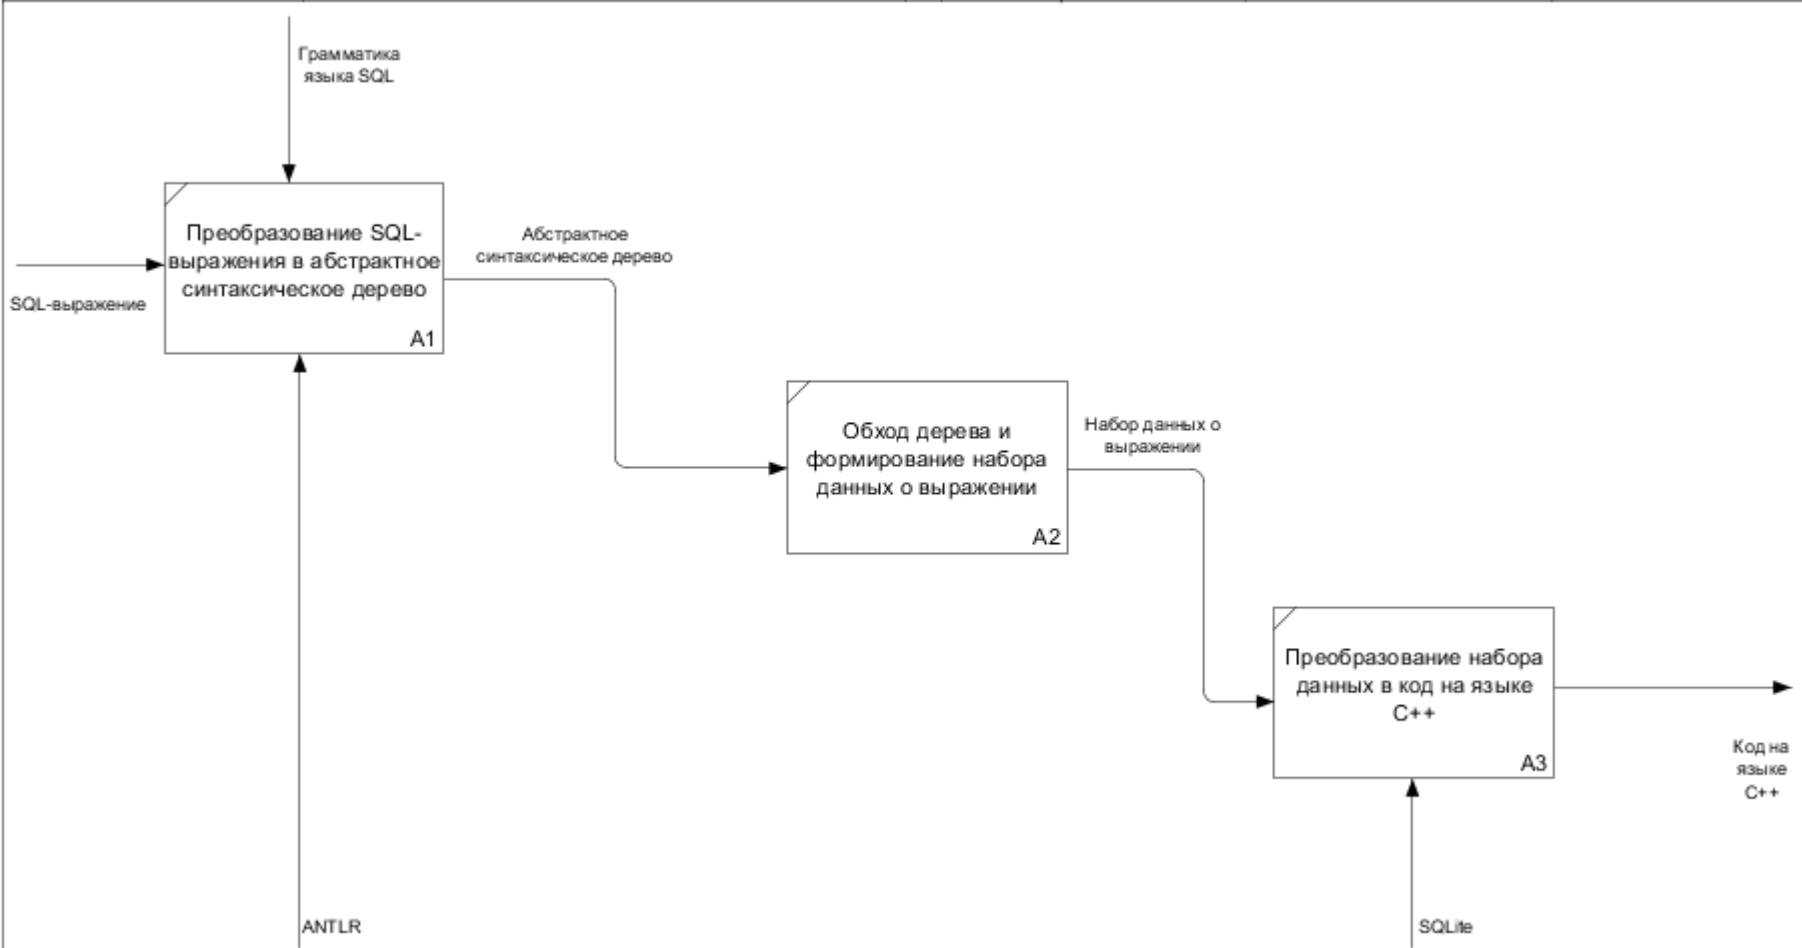 Грамматика
языка SQL
Преобразование SQL-
выражения в абстрактное
синтаксическое дерево
A1
SQL-выражение
Абстрактное
синтаксическое дерево
Обход дерева и
формирование набора
данных о выражении
A2
Набор данных о
выражении
Преобразование набора
данных в код на языке
C++
A3
Код на
языке
C++
ANTLR
SQLite